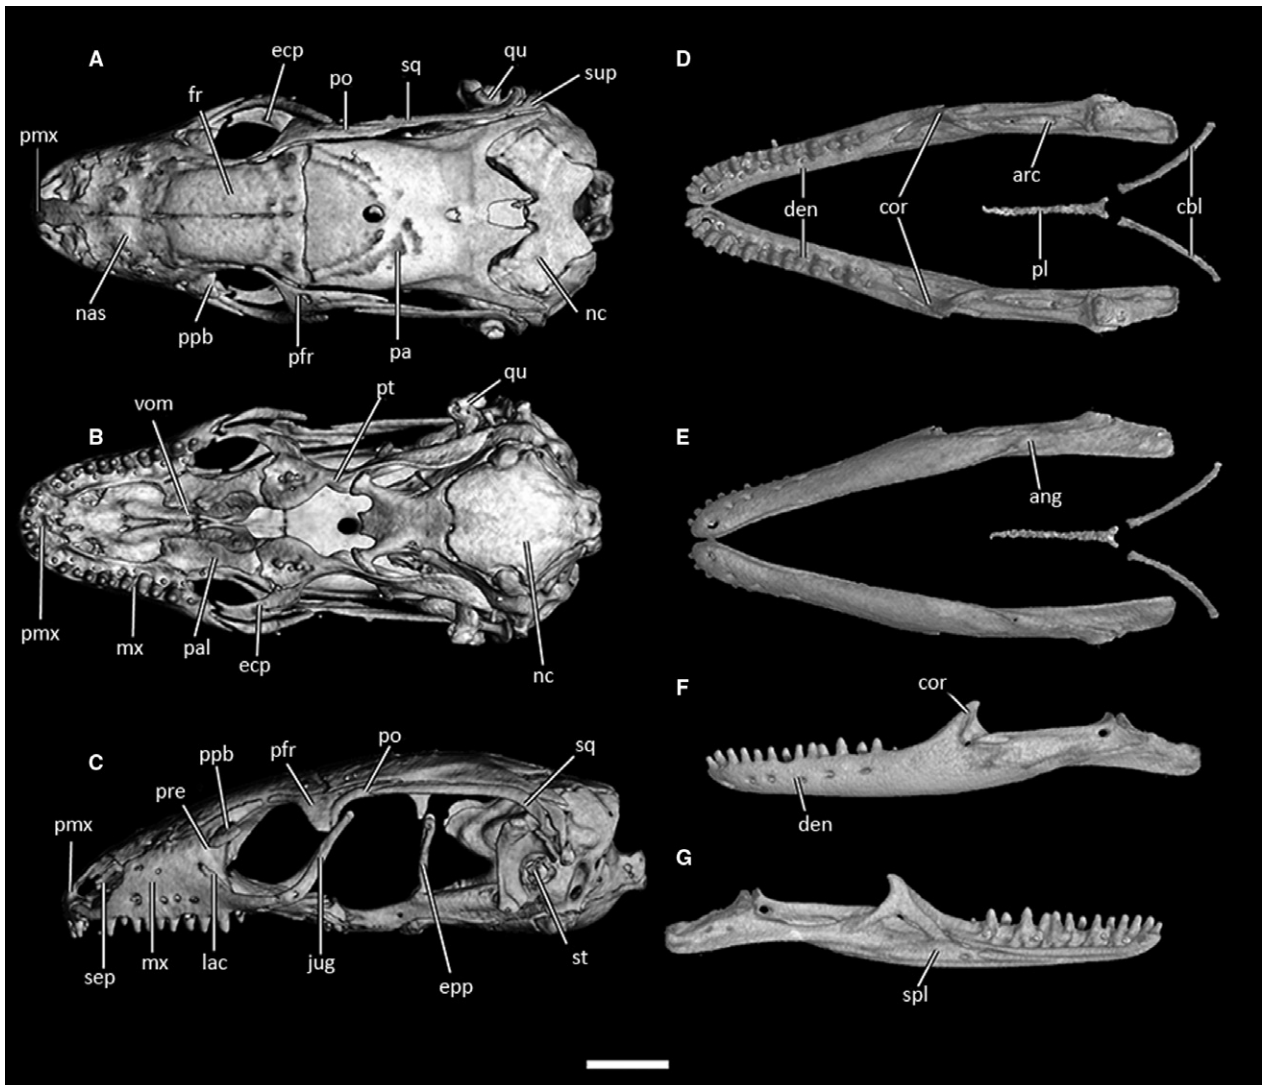 A
ecp
qu
sq
po
sup
fr
pmx
nas
ppb
pfr
pa
nc
B
vom
pt
qu
pmx
mx
pal
ecp
nc
C
po
pfr
ppb
sq
pre
pmx
sep
mx
lac
jug
epp
st
D
arc
den
cor
cbl
pl
E
ang
F
cor
den
G
spl